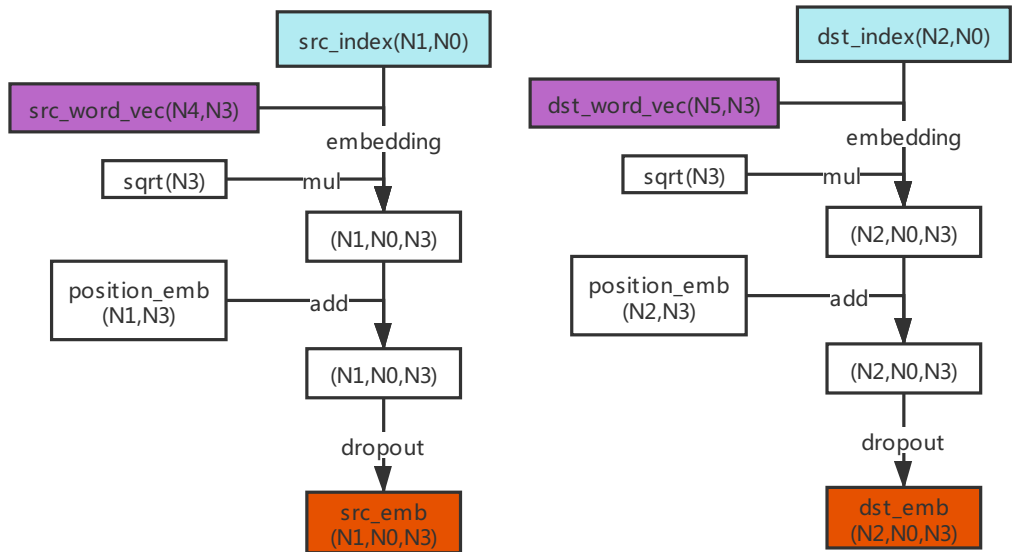 src_index(N1,N0)
src_word_vec(N4,N3)
embedding
sqrt(N3)
mul
(N1,N0,N3)
position_emb
(N1,N3)
add
(N1,N0,N3)
dropout
src_emb
(N1,N0,N3)
dst_index(N2,N0)
dst_word_vec(N5,N3)
embedding
sqrt(N3)
mul
(N2,N0,N3)
position_emb
(N2,N3)
add
(N2,N0,N3)
dropout
dst_emb
(N2,N0,N3)